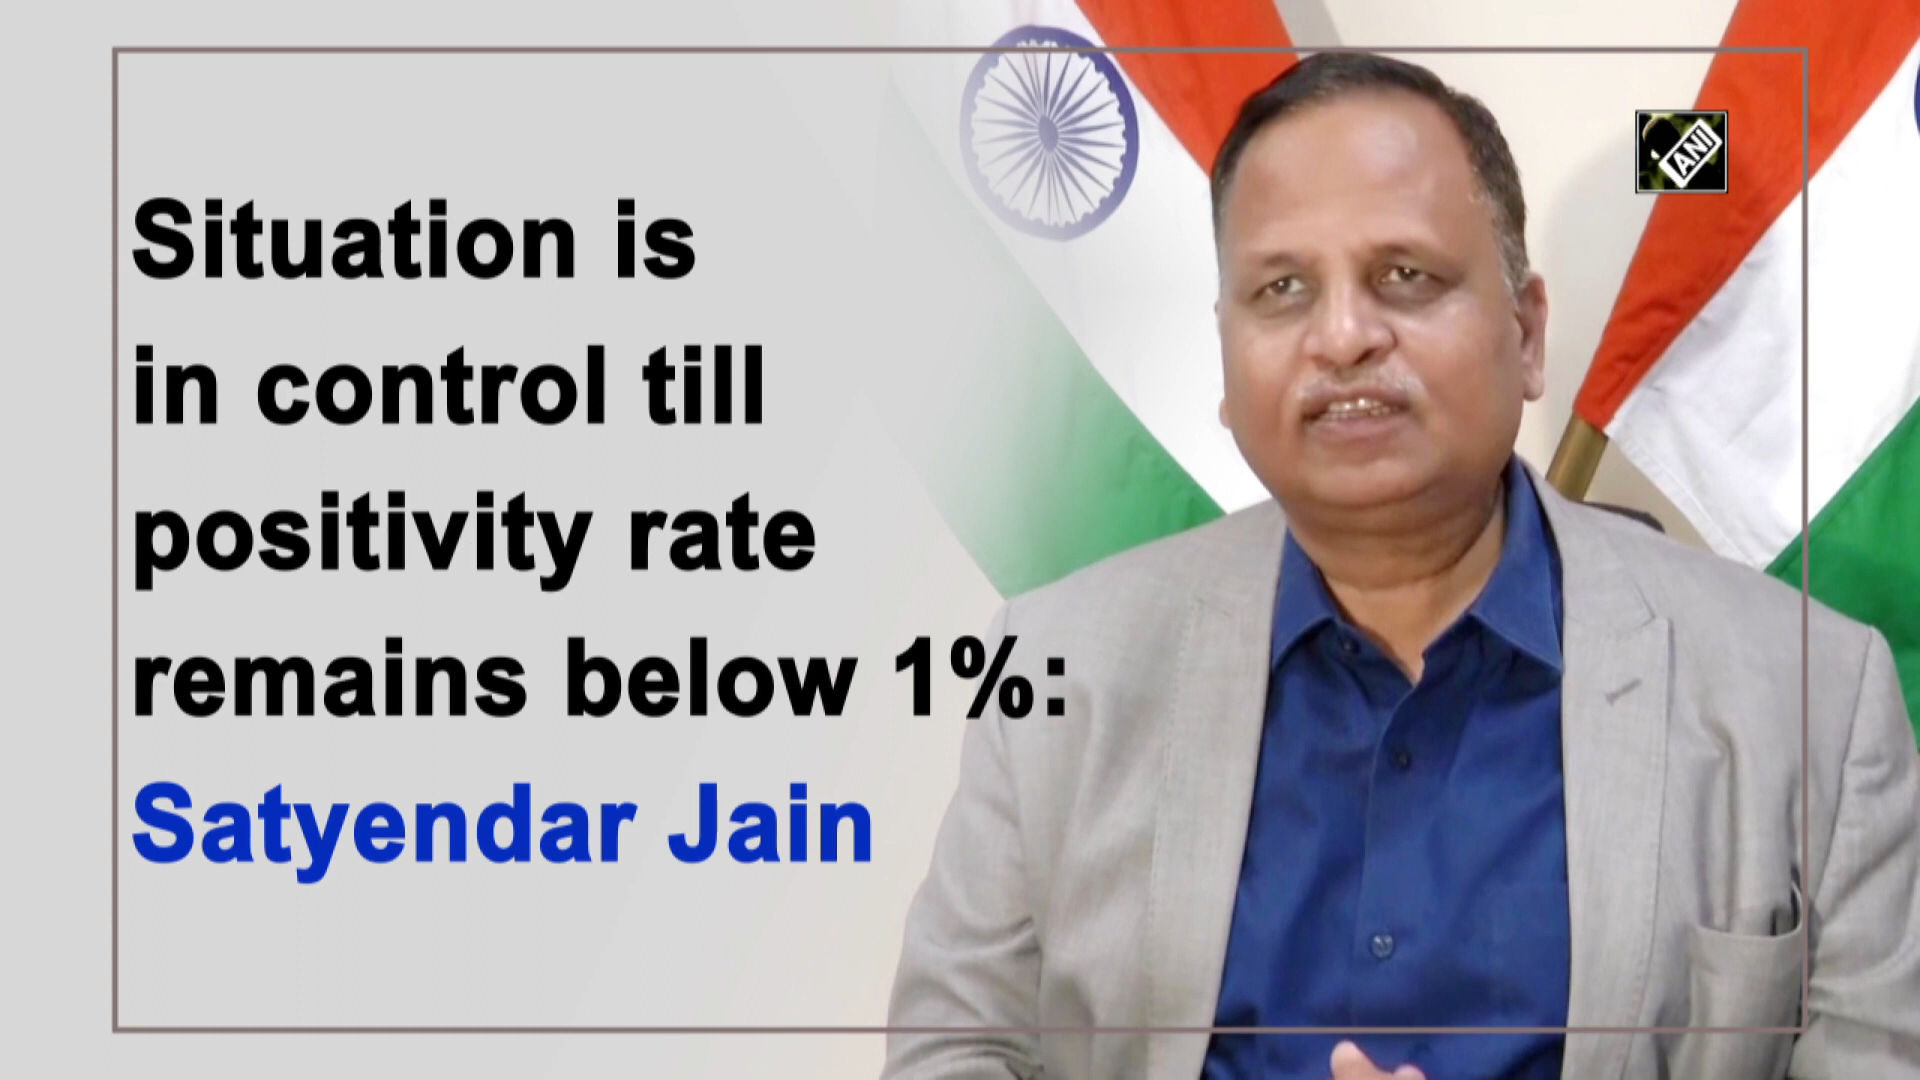 Situation is
in control till
positivity rate
remains below 1%:
Satyendar Jain
ANI